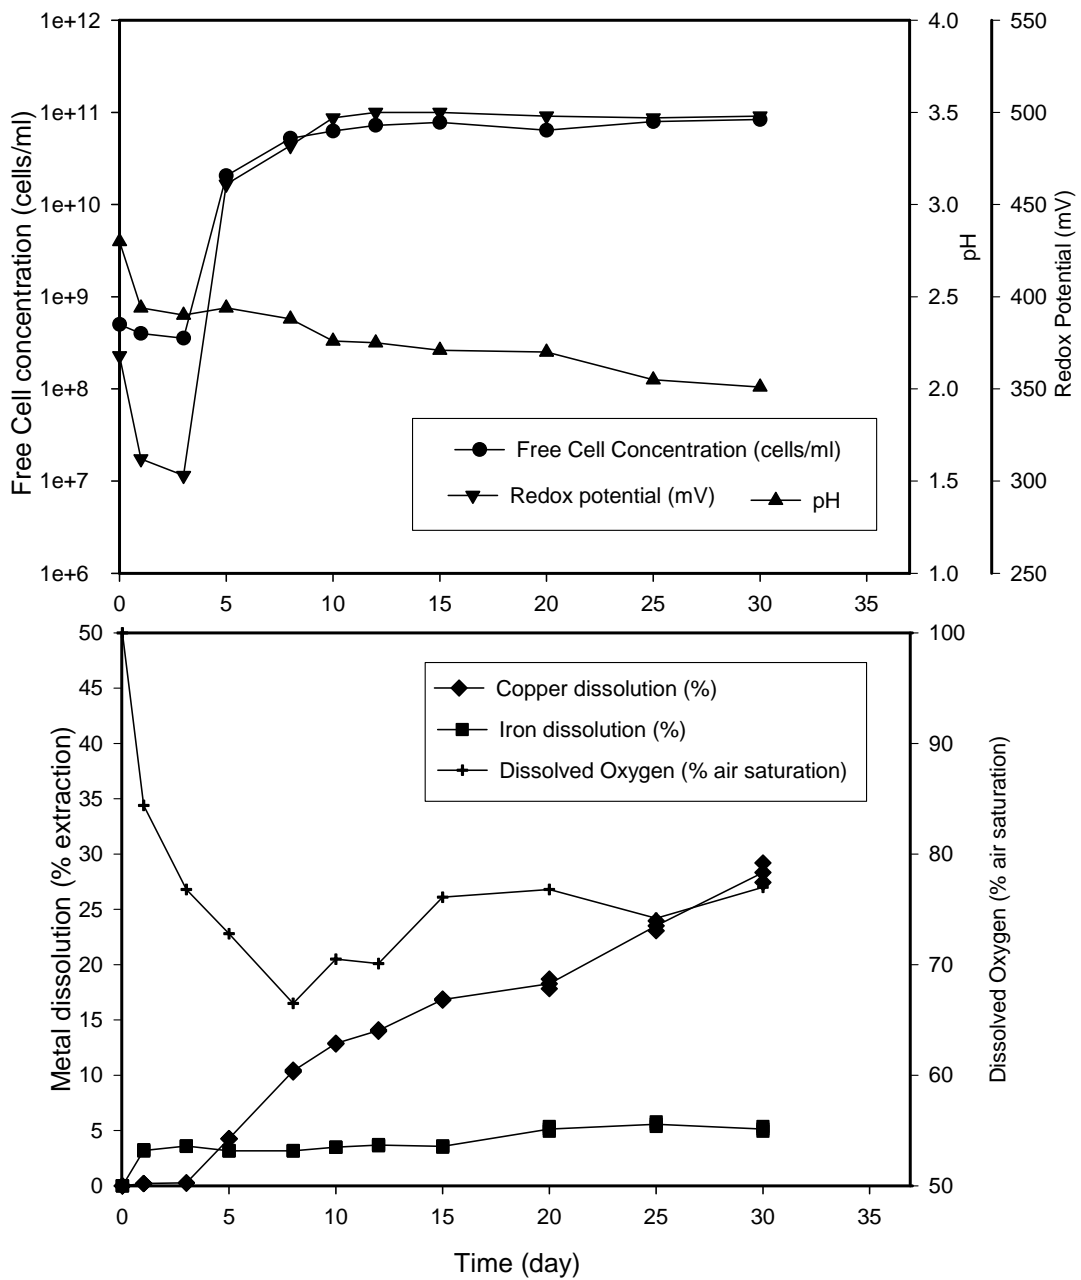 1e+12
1e+11
1e+10
1e+9
1e+8
1e+7
1e+6
Free Cell concentration (cells/ml)
4.0
3.5
3.0
2.5
2.0
1.5
1.0
pH
550
500
450
400
350
300
250
Redox Potential (mV)
Free Cell Concentration (cells/ml)
Redox potential (mV)
pH
0 5 10 15 20 25 30 35
50
45
40
35
30
25
20
15
10
5
0
Metal dissolution (% extraction)
Copper dissolution (%)
Iron dissolution (%)
Dissolved Oxygen (% air saturation)
100
90
80
70
60
50
Dissolved Oxygen (% air saturation)
0 5 10 15 20 25 30 35
Time (day)